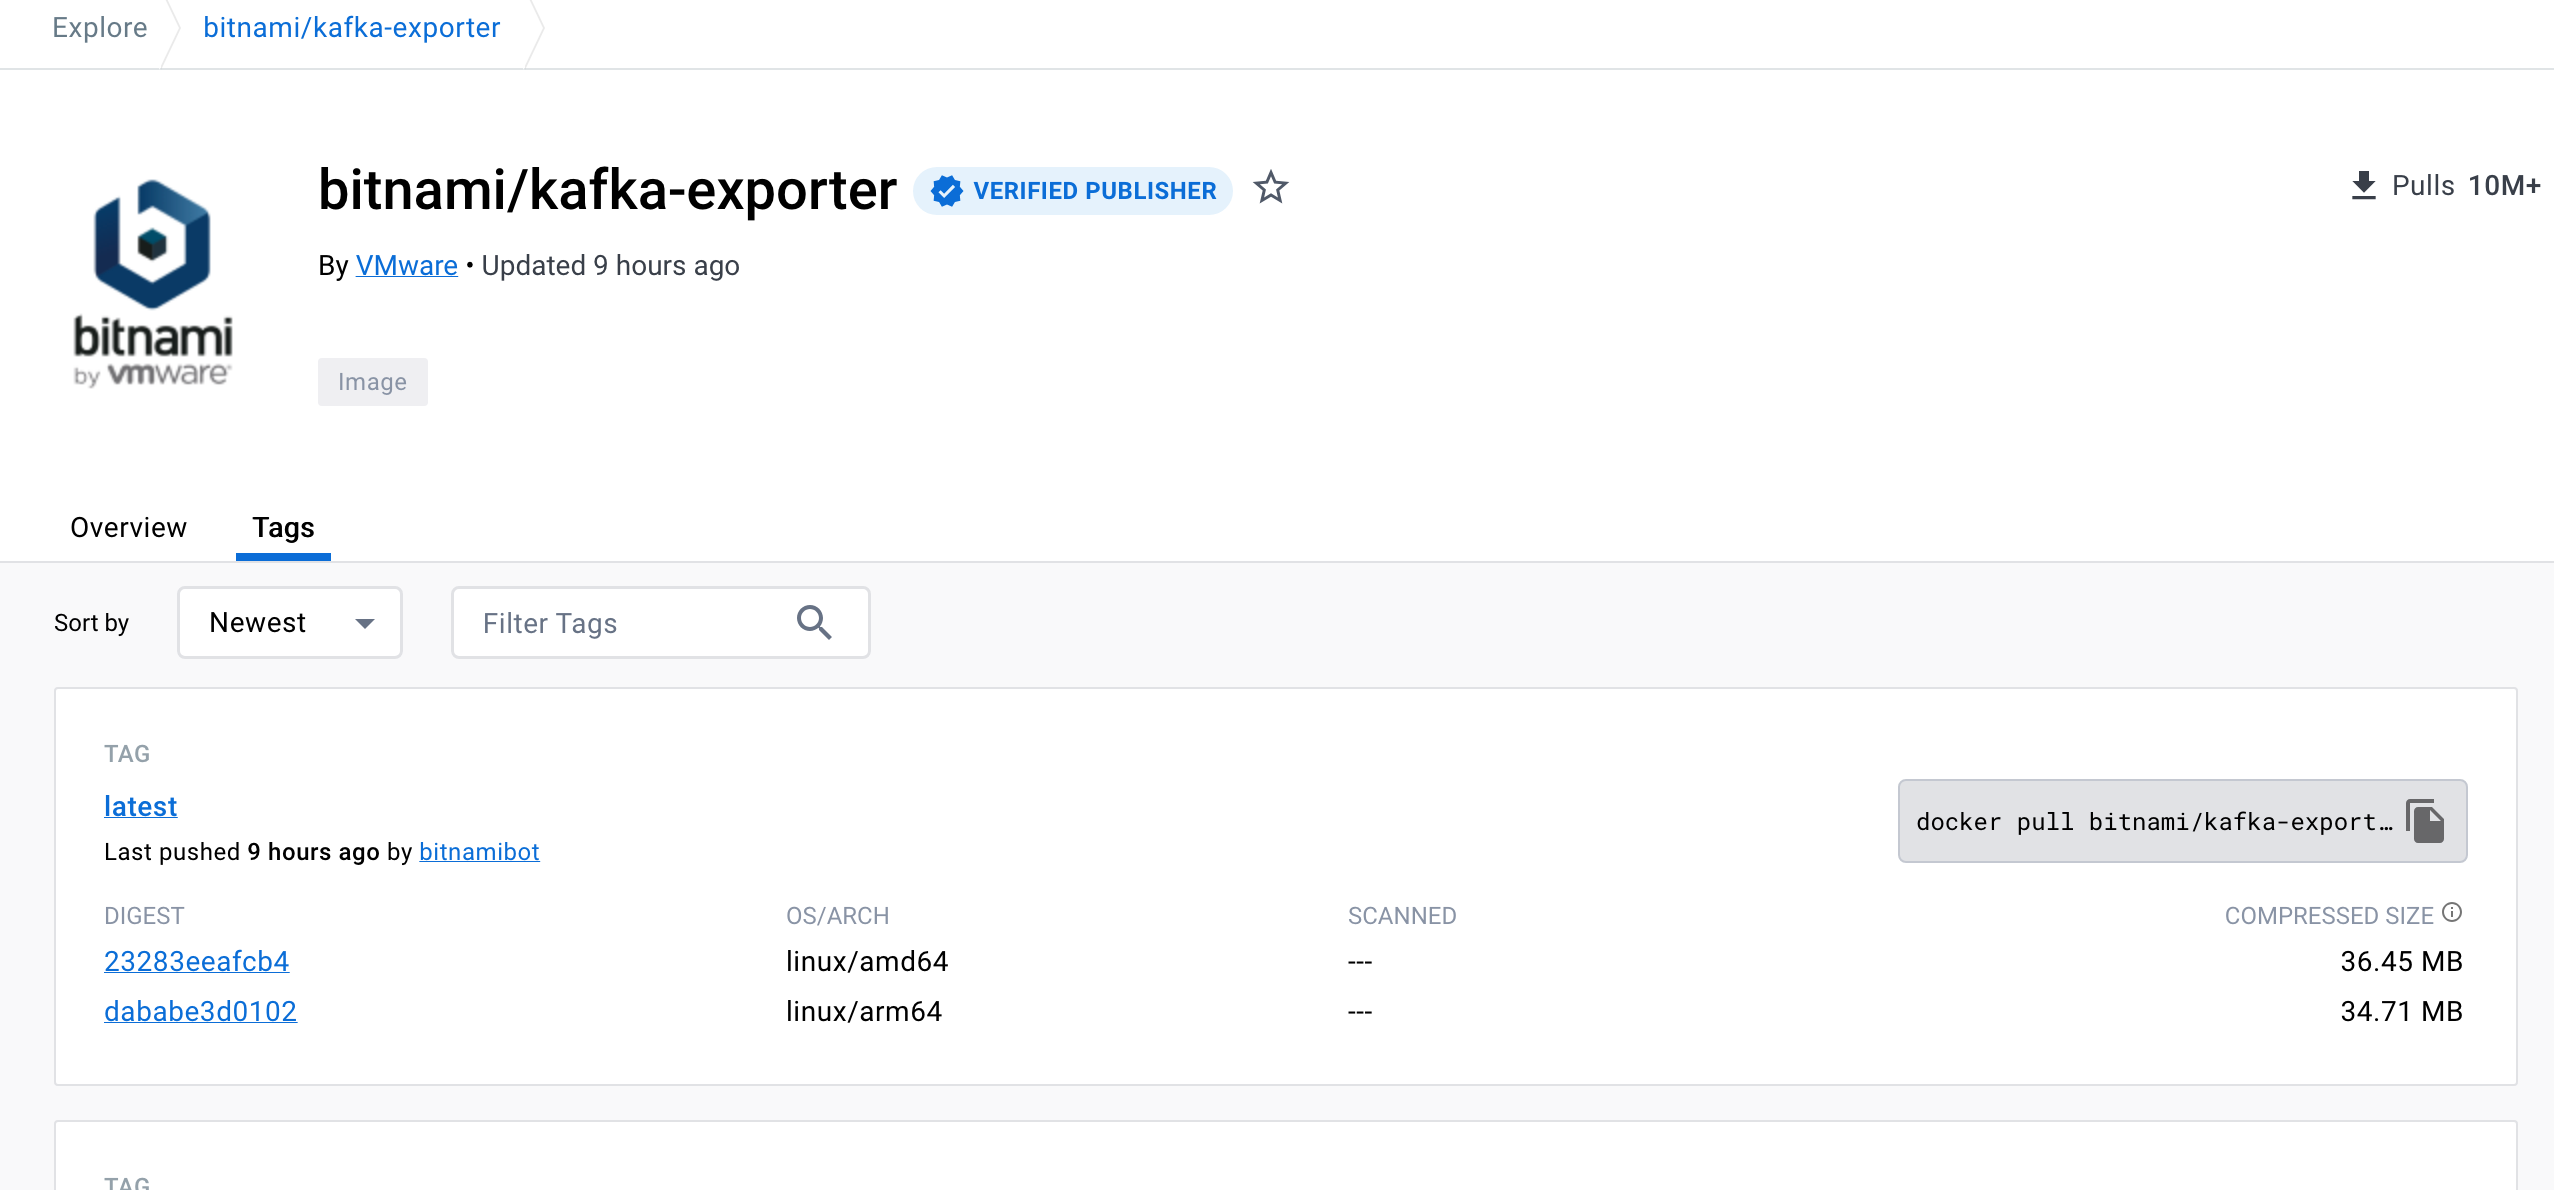 Explore
bitnami/kafka-exporter
bitnami
by vmware
bitnami/kafka-exporter
VERIFIED PUBLISHER
Pulls 10M+
By VMware • Updated 9 hours ago
Image
Overview
Tags
Sort by
Newest
Filter Tags
TAG
latest
Last pushed 9 hours ago by bitnamibot
docker pull bitnami/kafka-export…
DIGEST OS/ARCH SCANNED COMPRESSED SIZE
23283eeafcb4 linux/amd64 --- 36.45 MB
dababe3d0102 linux/arm64 --- 34.71 MB
TAG